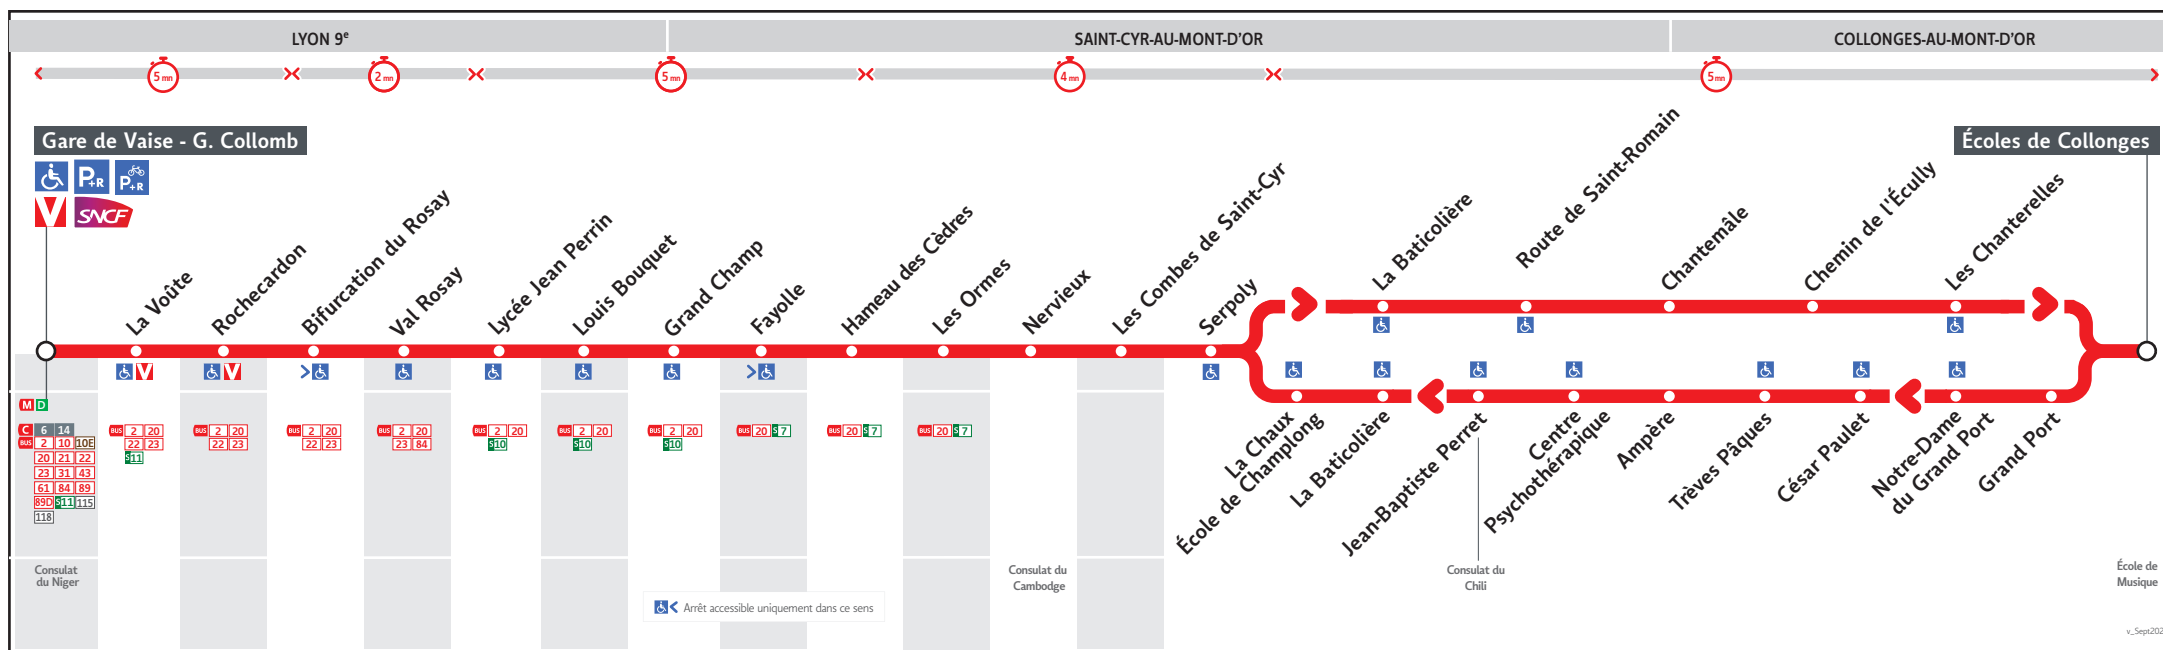 LYON 9e
SAINT-CYR-AU-MONT-D'OR
COLLONGES-AU-MONT-D'OR
5 mn
2 mn
5 mn
4 mn
5 mn
Gare de Vaise - G. Collomb
P+R
P+R
V
SNCF
La Voûte
Rochecardon
Bifurcation du Rosay
Val Rosay
Lycée Jean Perrin
Louis Bouquet
Grand Champ
Fayolle
Hameau des Cèdres
Les Ormes
Nervieux
Les Combes de Saint-Cyr
Serpoly
La Baticolière
Route de Saint-Romain
Chantemâle
Chemin de l'Écully
Les Chanterelles
Écoles de Collonges
V
V
M D
C 6 14
BUS 2 10 10E
20 21 22
23 31 43
61 84 89
89D S11 115
118
BUS 2 20
22 23
S11
BUS 2 20
22 23
BUS 2 20
22 23
BUS 2 20
23 84
BUS 2 20
S10
BUS 2 20
S10
BUS 2 20
S10
BUS 20 S7
BUS 20 S7
BUS 20 S7
La Chaux
École de Champlong
La Baticolière
Jean-Baptiste Perret
Centre
Psychothérapique
Ampère
Trèves Pâques
César Paulet
Notre-Dame
du Grand Port
Grand Port
Consulat
du Niger
Consulat du
Cambodge
Consulat du
Chili
École de
Musique
Arrêt accessible uniquement dans ce sens
v_Sept202